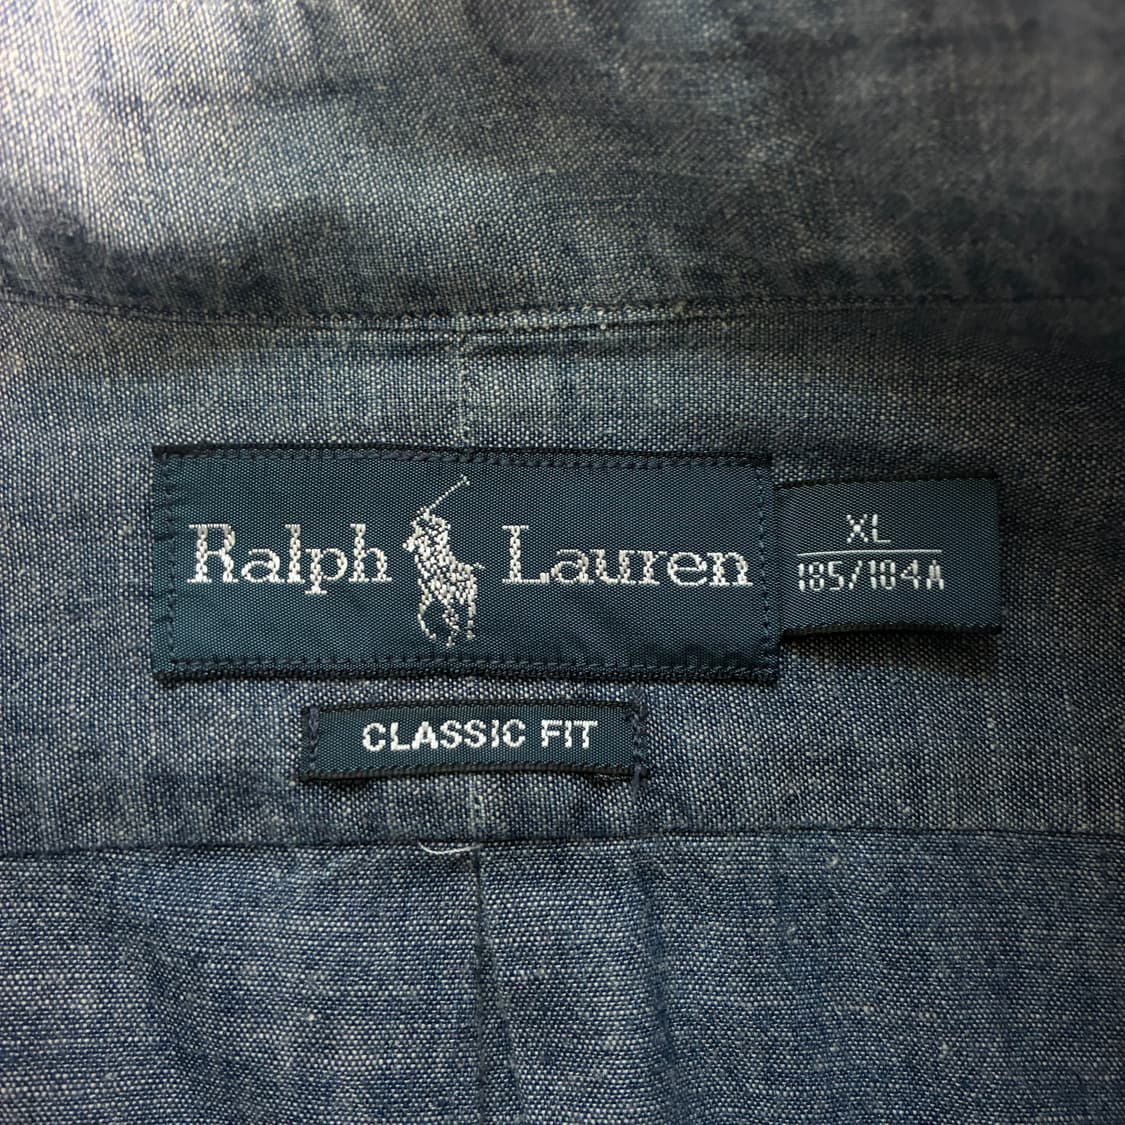 Ralph Lauren
XL
185/104A
CLASSIC FIT